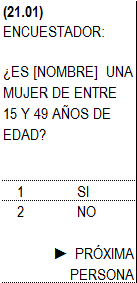 (21.01)
ENCUESTADOR:
¿ES [NOMBRE] UNA
MUJER DE ENTRE
15 Y 49 AÑOS DE
EDAD?
1 SI
2 NO
► PRÓXIMA
PERSONA